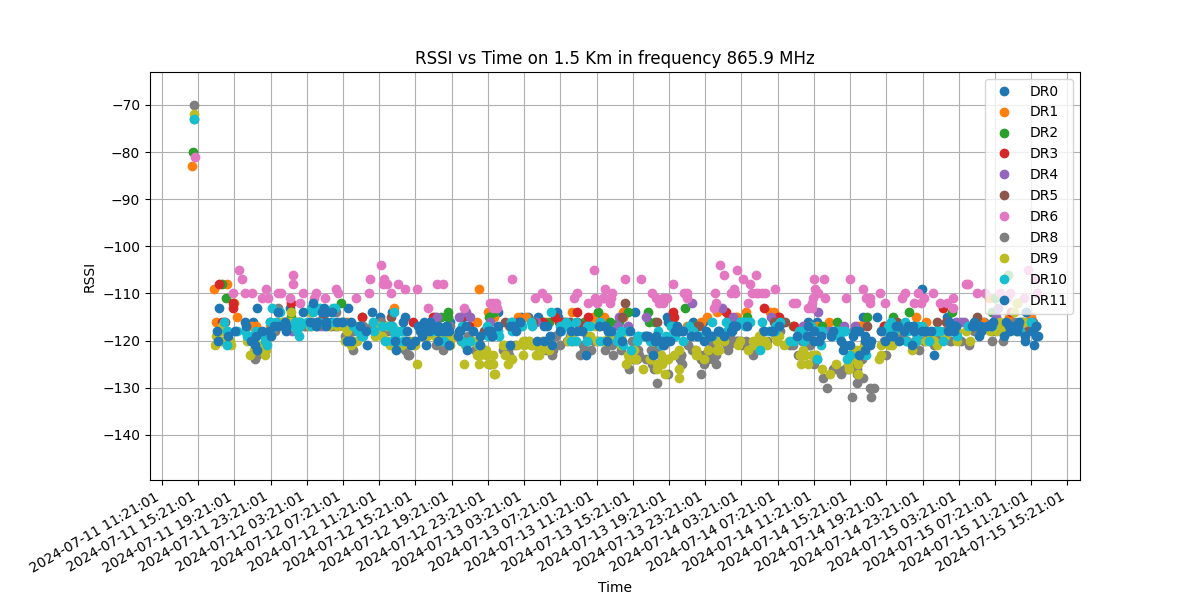 RSSI vs Time on 1.5 Km in frequency 865.9 MHz
−70
−80
−90
−100
−110
−120
−130
−140
RSSI
DR0
DR1
DR2
DR3
DR4
DR5
DR6
DR8
DR9
DR10
DR11
2024-07-11 11:21:01
2024-07-11 15:21:01
2024-07-11 19:21:01
2024-07-11 23:21:01
2024-07-12 03:21:01
2024-07-12 07:21:01
2024-07-12 11:21:01
2024-07-12 15:21:01
2024-07-12 19:21:01
2024-07-12 23:21:01
2024-07-13 03:21:01
2024-07-13 07:21:01
2024-07-13 11:21:01
2024-07-13 15:21:01
2024-07-13 19:21:01
2024-07-13 23:21:01
2024-07-14 03:21:01
2024-07-14 07:21:01
2024-07-14 11:21:01
2024-07-14 15:21:01
2024-07-14 19:21:01
2024-07-14 23:21:01
2024-07-15 03:21:01
2024-07-15 07:21:01
2024-07-15 11:21:01
2024-07-15 15:21:01
Time